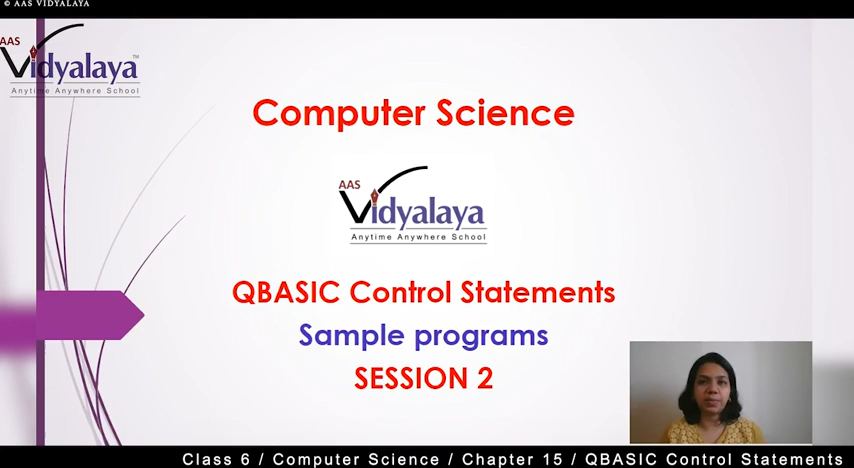 © AAS VIDYALAYA
AAS
Vidyalaya™
Anytime Anywhere School
Computer Science
AAS
Vidyalaya
Anytime Anywhere School
QBASIC Control Statements
Sample programs
SESSION 2
Class 6 / Computer Science / Chapter 15 / QBASIC Control Statements